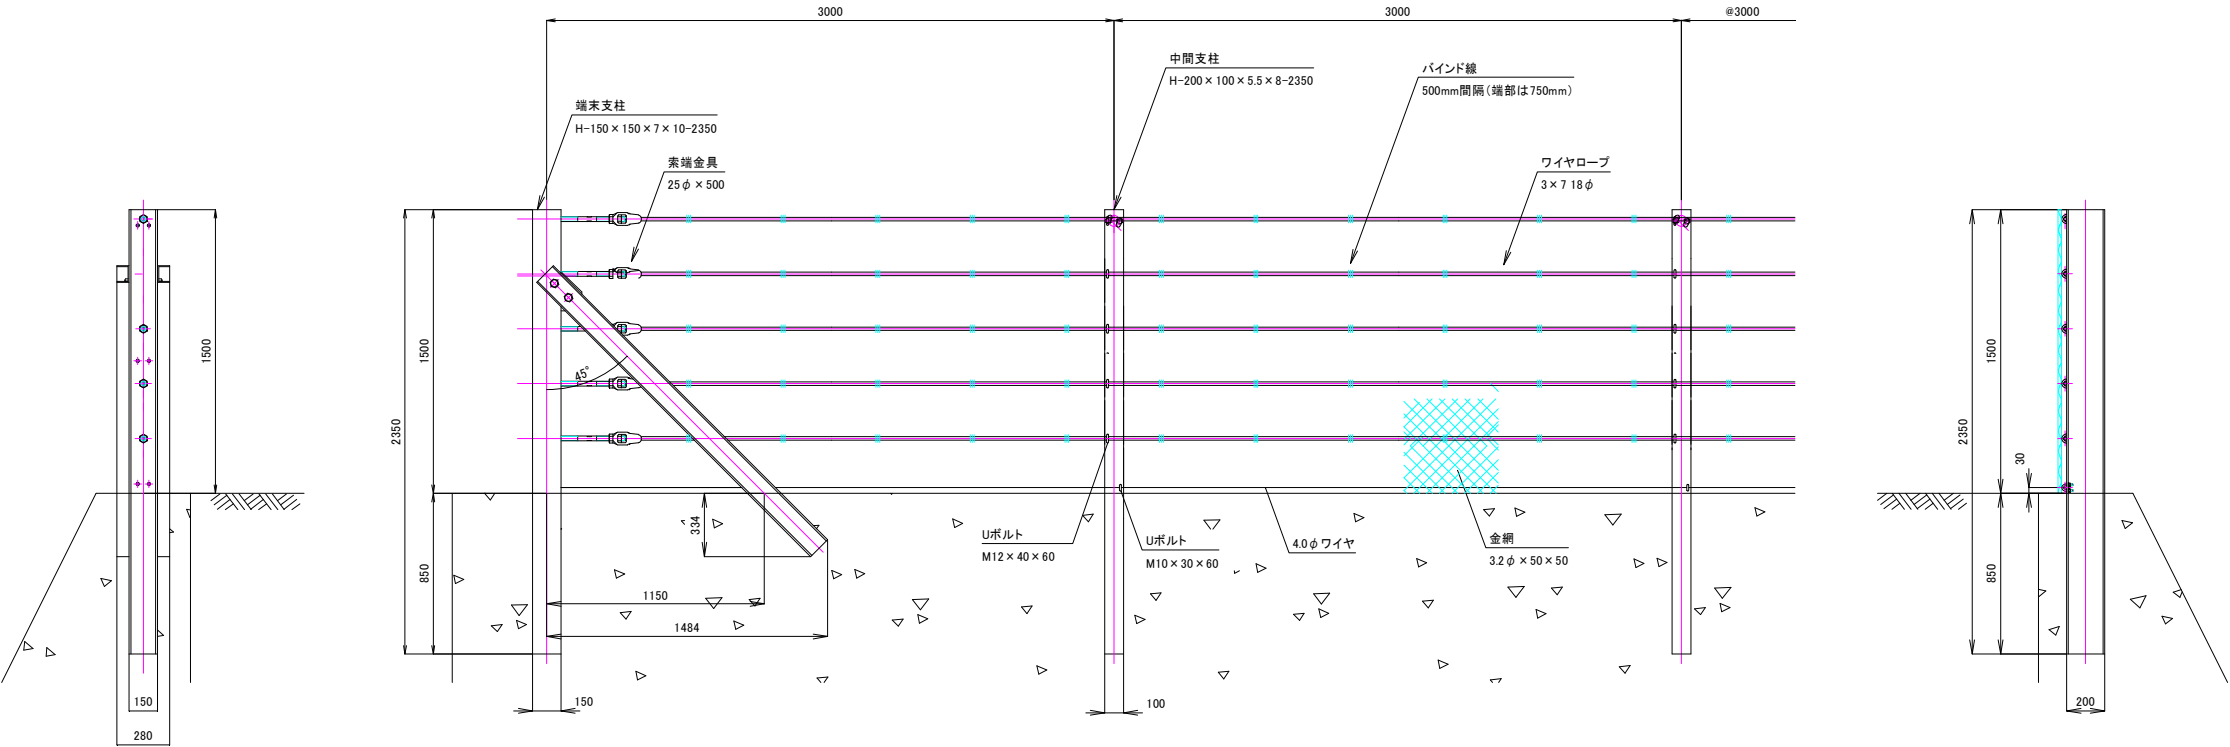 3000
3000
@3000
中間支柱
H-200×100×5.5×8-2350
バインド線
500mm間隔(端部は750mm)
端末支柱
H-150×150×7×10-2350
索端金具
25φ×500
ワイヤロープ
3×7 18φ
1500
1500
2350
850
45°
334
1150
1484
150
280
150
100
Uボルト
M12×40×60
Uボルト
M10×30×60
4.0φワイヤ
金網
3.2φ×50×50
2350
1500
30
850
200